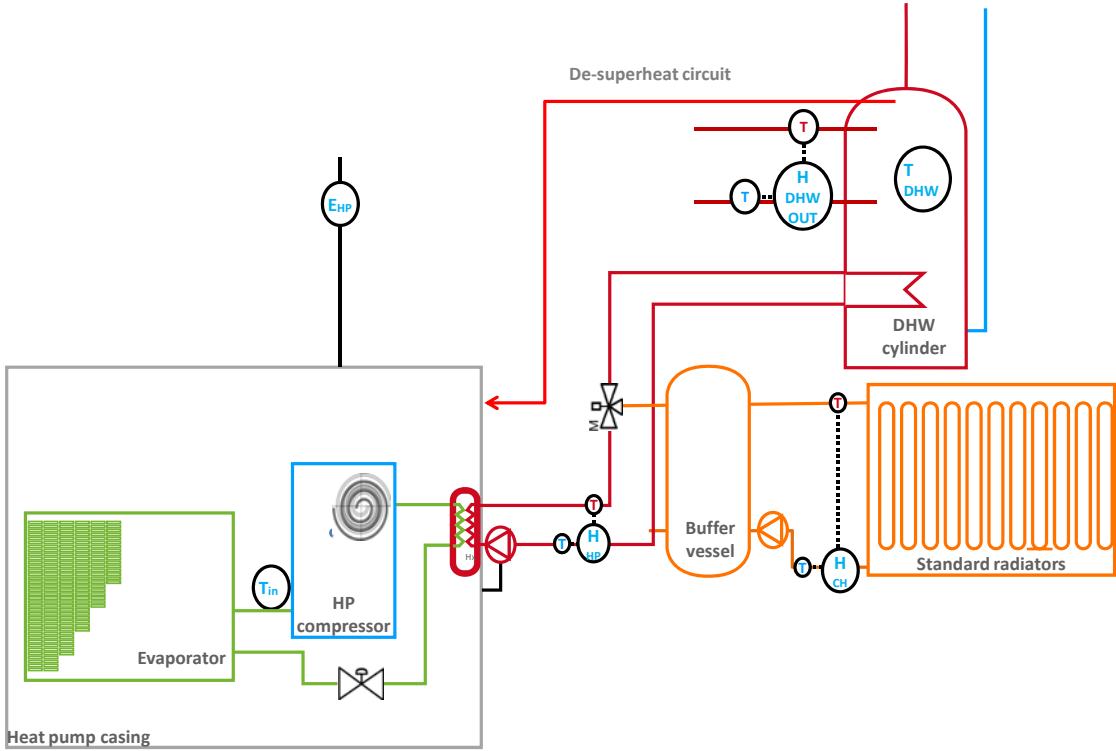 De-superheat circuit
T
H
DHW
OUT
T
T
DHW
E HP
DHW
cylinder
M
T
T
H
HP
T
Hx
Buffer
vessel
T
H
CH
Standard radiators
T in
HP
compressor
Evaporator
Heat pump casing